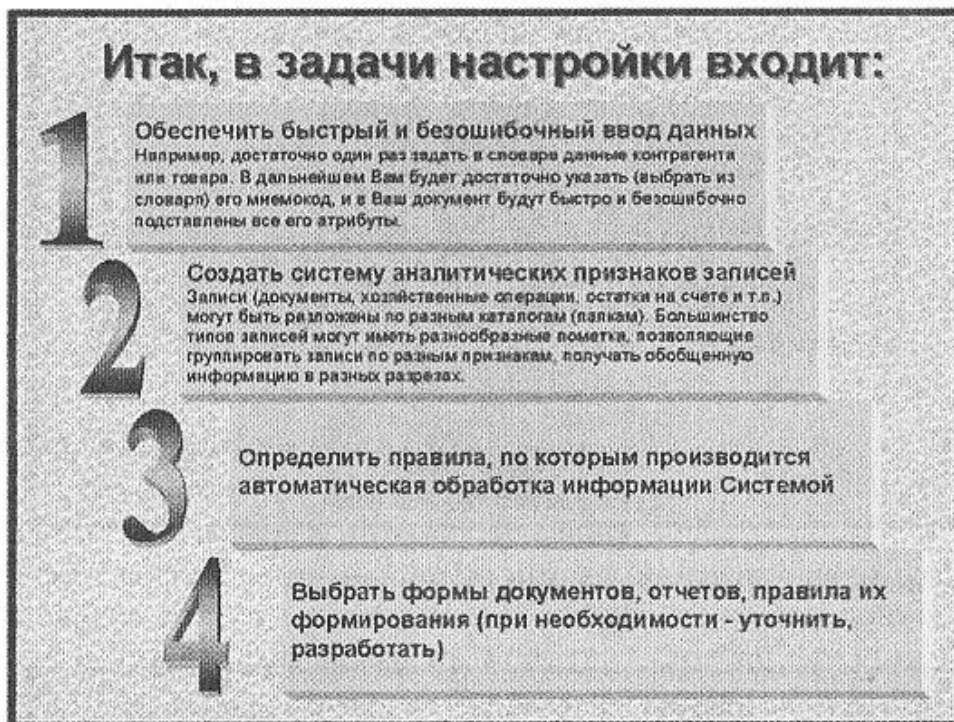 Итак, в задачи настройки входит:
1
Обеспечить быстрый и безошибочный ввод данных
Например, достаточно один раз задать в словаре данные контрагента
или товара. В дальнейшем Вам будет достаточно указать (выбрать из
словаря) его мнемокод, и в Ваш документ будут быстро и безошибочно
подставлены все его атрибуты.
2
Создать систему аналитических признаков записей
Записи (документы, хозяйственные операции, остатки на счете и т.п.)
могут быть разложены по разным каталогам (папкам). Большинство
типов записей могут иметь разнообразные пометки, позволяющие
группировать записи по разным признакам, получать обобщенную
информацию в разных разрезах.
3
Определить правила, по которым производится
автоматическая обработка информации Системой
4
Выбрать формы документов, отчетов, правила их
формирования (при необходимости - уточнить,
разработать)